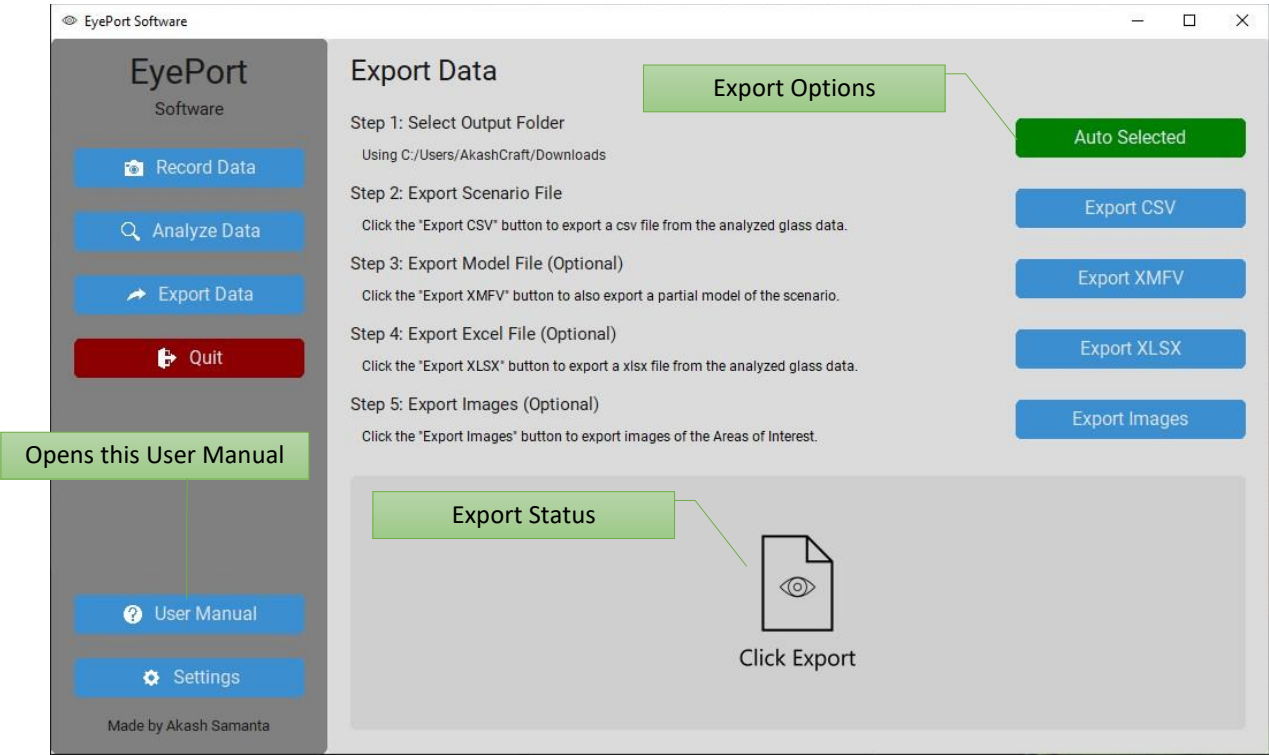 EyePort Software
EyePort
Software
Record Data
Analyze Data
Export Data
Quit
Opens this User Manual
User Manual
Settings
Made by Akash Samanta
Export Data
Export Options
Step 1: Select Output Folder
Using C:/Users/AkashCraft/Downloads
Auto Selected
Step 2: Export Scenario File
Click the "Export CSV" button to export a csv file from the analyzed glass data.
Export CSV
Step 3: Export Model File (Optional)
Click the "Export XMFV" button to also export a partial model of the scenario.
Export XMFV
Step 4: Export Excel File (Optional)
Click the "Export XLSX" button to export a xlsx file from the analyzed glass data.
Export XLSX
Step 5: Export Images (Optional)
Click the "Export Images" button to export images of the Areas of Interest.
Export Images
Export Status
Click Export